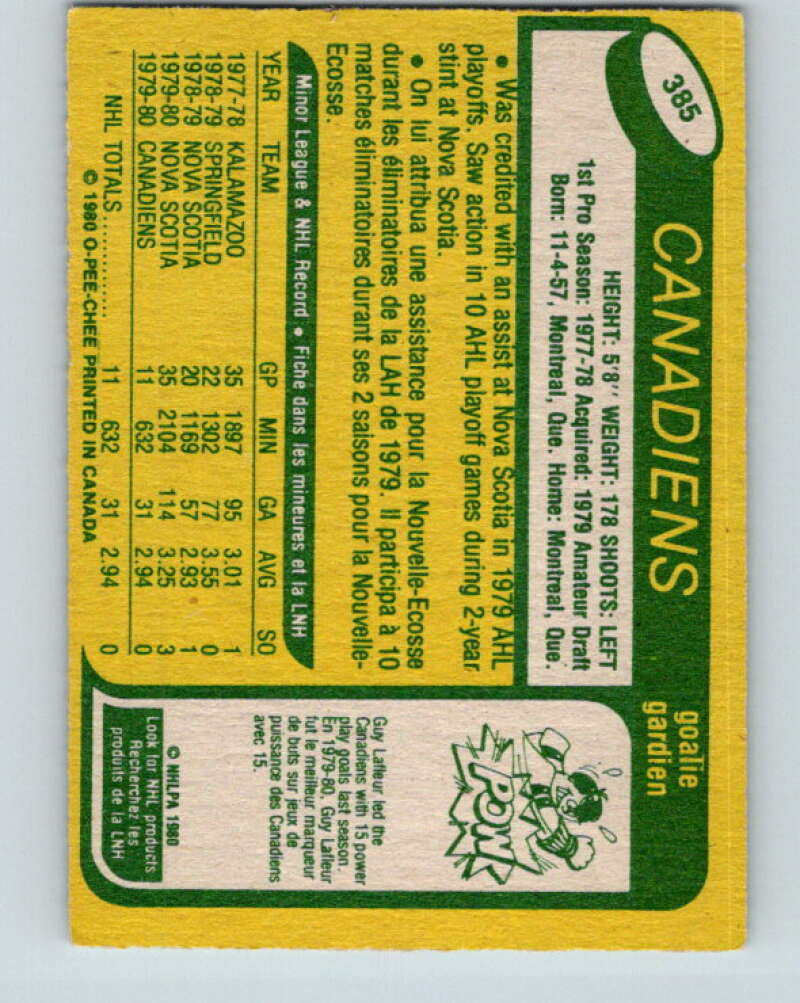 385
CANADIENS
goalie
gardien
HEIGHT: 5'8'' WEIGHT: 178 SHOOTS: LEFT
1st Pro Season: 1977-78 Acquired: 1979 Amateur Draft
Born: 11-4-57, Montreal, Que. Home: Montreal, Que.
• Was credited with an assist at Nova Scotia in 1979 AHL
playoffs. Saw action in 10 AHL playoff games during 2-year
stint at Nova Scotia.
• On lui attribua une assistance pour la Nouvelle-Ecosse
durant les éliminatoires de la LAH de 1979. Il participa à 10
matches éliminatoires durant ses 2 saisons pour la Nouvelle-
Ecosse.
Minor League & NHL Record • Fiche dans les mineures et la LNH
YEAR TEAM GP MIN GA AVG SO
1977-78 KALAMAZOO 35 1897 95 3.01 1
1978-79 SPRINGFIELD 22 1302 77 3.55 0
1978-79 NOVA SCOTIA 20 1169 57 2.93 1
1979-80 NOVA SCOTIA 35 2104 114 3.25 3
1979-80 CANADIENS 11 632 31 2.94 0
NHL TOTALS .............. 11 632 31 2.94 0
© 1980 O-PEE-CHEE PRINTED IN CANADA
POW
Guy Lafleur led the
Canadiens with 15 power
play goals last season.
En 1979-80, Guy Lafleur
fut le meilleur marqueur
de buts sur jeux de
puissance des Canadiens
avec 15.
© NHLPA 1980
Look for NHL products
Recherchez les
produits de la LNH